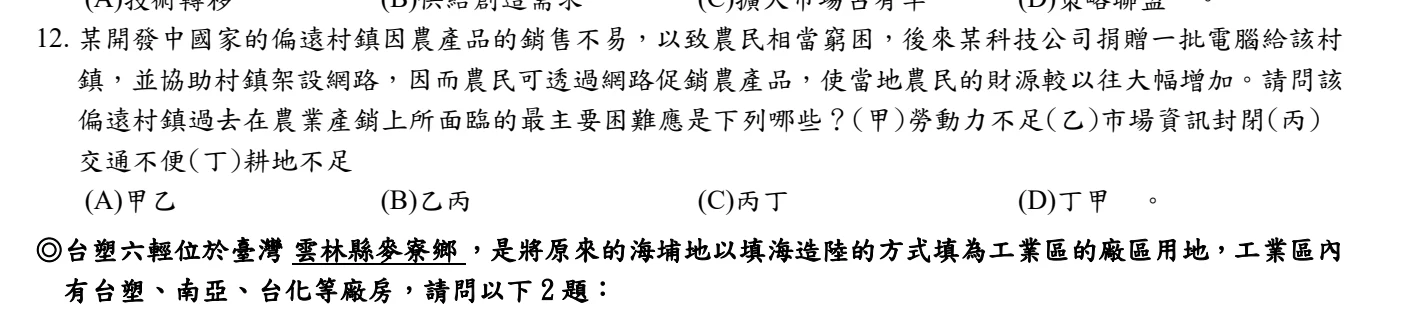 (A)技術轉移 (B)供給創造需求 (C)擴大市場占有率 (D)策略聯盟 。
12. 某開發中國家的偏遠村鎮因農產品的銷售不易，以致農民相當窮困，後來某科技公司捐贈一批電腦給該村
鎮，並協助村鎮架設網路，因而農民可透過網路促銷農產品，使當地農民的財源較以往大幅增加。請問該
偏遠村鎮過去在農業產銷上所面臨的最主要困難應是下列哪些？(甲)勞動力不足(乙)市場資訊封閉(丙)
交通不便(丁)耕地不足
(A)甲乙 (B)乙丙 (C)丙丁 (D)丁甲 。
◎台塑六輕位於臺灣 雲林縣麥寮鄉，是將原來的海埔地以填海造陸的方式填為工業區的廠區用地，工業區內
有台塑、南亞、台化等廠房，請問以下2題：